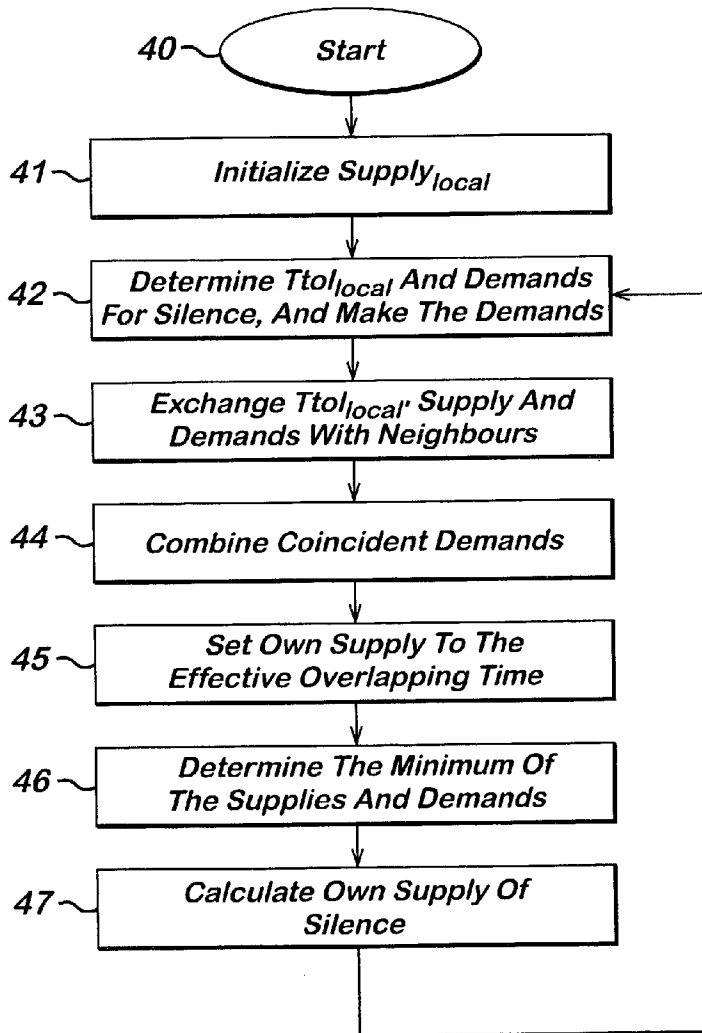 40 Start
41 Initialize Supply_local
42 Determine Ttol_local And Demands
For Silence, And Make The Demands
43 Exchange Ttol_local, Supply And
Demands With Neighbours
44 Combine Coincident Demands
45 Set Own Supply To The
Effective Overlapping Time
46 Determine The Minimum Of
The Supplies And Demands
47 Calculate Own Supply Of
Silence